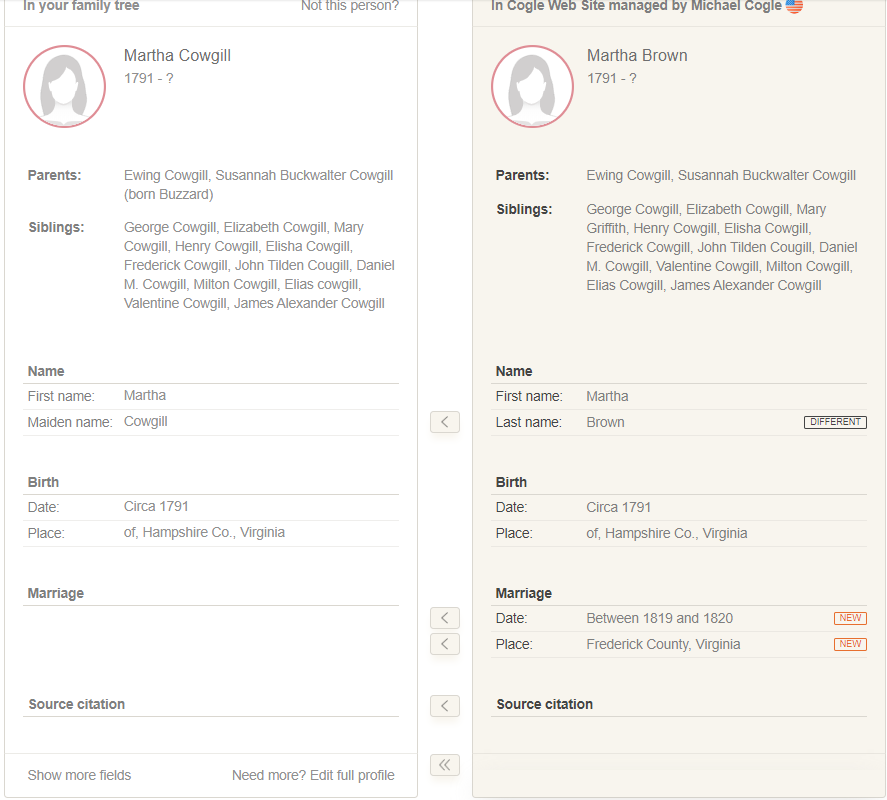 In your family tree
Not this person?
Martha Cowgill
1791 - ?
Parents:
Ewing Cowgill, Susannah Buckwalter Cowgill
(born Buzzard)
Siblings:
George Cowgill, Elizabeth Cowgill, Mary
Cowgill, Henry Cowgill, Elisha Cowgill,
Frederick Cowgill, John Tilden Cougill, Daniel
M. Cowgill, Milton Cowgill, Elias cowgill,
Valentine Cowgill, James Alexander Cowgill
Name
First name: Martha
Maiden name: Cowgill
Birth
Date: Circa 1791
Place: of, Hampshire Co., Virginia
Marriage
Source citation
Show more fields
Need more? Edit full profile
In Cogle Web Site managed by Michael Cogle
Martha Brown
1791 - ?
Parents:
Ewing Cowgill, Susannah Buckwalter Cowgill
Siblings:
George Cowgill, Elizabeth Cowgill, Mary
Griffith, Henry Cowgill, Elisha Cowgill,
Frederick Cowgill, John Tilden Cougill, Daniel
M. Cowgill, Valentine Cowgill, Milton Cowgill,
Elias Cowgill, James Alexander Cowgill
Name
First name: Martha
Last name: Brown DIFFERENT
Birth
Date: Circa 1791
Place: of, Hampshire Co., Virginia
Marriage
Date: Between 1819 and 1820 NEW
Place: Frederick County, Virginia NEW
Source citation